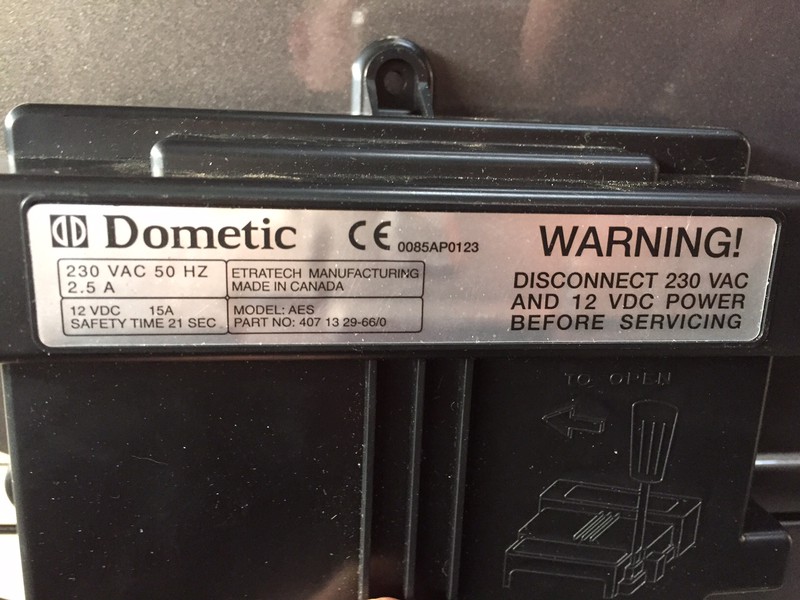 Dometic CE 0085AP0123
230 VAC 50 HZ
2.5 A
ETRATECH MANUFACTURING
MADE IN CANADA
12 VDC 15A
SAFETY TIME 21 SEC
MODEL: AES
PART NO: 407 13 29-66/0
WARNING!
DISCONNECT 230 VAC
AND 12 VDC POWER
BEFORE SERVICING
TO OPEN